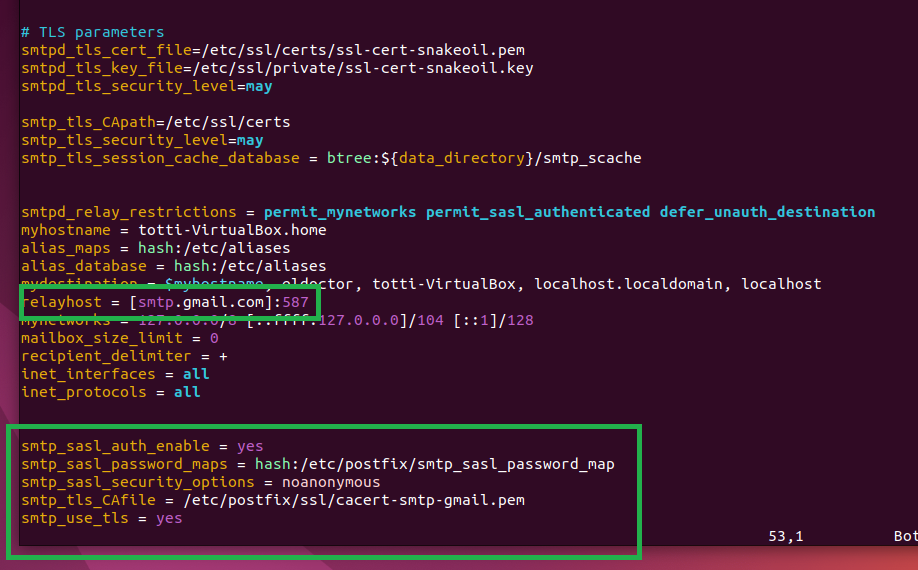 # TLS parameters
smtpd_tls_cert_file=/etc/ssl/certs/ssl-cert-snakeoil.pem
smtpd_tls_key_file=/etc/ssl/private/ssl-cert-snakeoil.key
smtpd_tls_security_level=may
smtp_tls_CApath=/etc/ssl/certs
smtp_tls_security_level=may
smtp_tls_session_cache_database = btree:${data_directory}/smtp_scache
smtpd_relay_restrictions = permit_mynetworks permit_sasl_authenticated defer_unauth_destination
myhostname = totti-VirtualBox.home
alias_maps = hash:/etc/aliases
alias_database = hash:/etc/aliases
mydestination = $myhostname, eldector, totti-VirtualBox, localhost.localdomain, localhost
relayhost = [smtp.gmail.com]:587
mynetworks = 127.0.0.0/8 [::ffff:127.0.0.0]/104 [::1]/128
mailbox_size_limit = 0
recipient_delimiter = +
inet_interfaces = all
inet_protocols = all
smtp_sasl_auth_enable = yes
smtp_sasl_password_maps = hash:/etc/postfix/smtp_sasl_password_map
smtp_sasl_security_options = noanonymous
smtp_tls_CAfile = /etc/postfix/ssl/cacert-smtp-gmail.pem
smtp_use_tls = yes
53,1 Bot